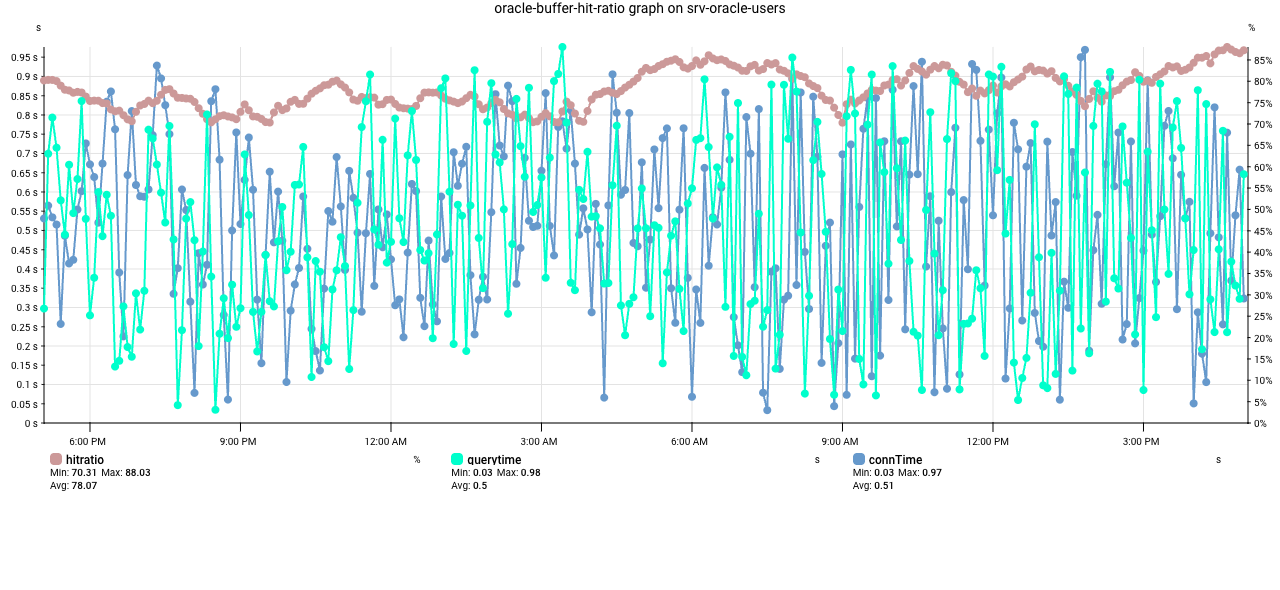 oracle-buffer-hit-ratio graph on srv-oracle-users
s %
0.95 s
0.9 s
0.85 s
0.8 s
0.75 s
0.7 s
0.65 s
0.6 s
0.55 s
0.5 s
0.45 s
0.4 s
0.35 s
0.3 s
0.25 s
0.2 s
0.15 s
0.1 s
0.05 s
0 s
85%
80%
75%
70%
65%
60%
55%
50%
45%
40%
35%
30%
25%
20%
15%
10%
5%
0%
6:00 PM 9:00 PM 12:00 AM 3:00 AM 6:00 AM 9:00 AM 12:00 PM 3:00 PM
hitratio %
Min: 70.31 Max: 88.03
Avg: 78.07
querytime s
Min: 0.03 Max: 0.98
Avg: 0.5
connTime s
Min: 0.03 Max: 0.97
Avg: 0.51